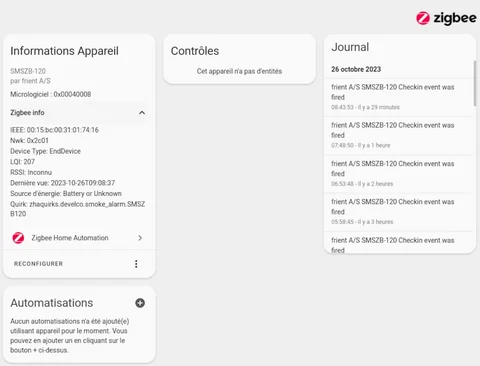 zigbee
Informations Appareil
SMSZB-120
par frient A/S
Micrologiciel : 0x00040008
Zigbee info
IEEE: 00:15:bc:00:31:01:74:16
Nwk: 0x2c01
Device Type: EndDevice
LQI: 207
RSSI: Inconnu
Dernière vue: 2023-10-26T09:08:37
Source d'énergie: Battery or Unknown
Quirk: zhaquirks.develco.smoke_alarm.SMSZ
B120
Zigbee Home Automation
RECONFIGURER
Automatisations
Aucun automatisations n'a été ajouté(e)
utilisant appareil pour le moment. Vous
pouvez en ajouter un en cliquant sur le
bouton + ci-dessus.
Contrôles
Cet appareil n'a pas d'entités
Journal
26 octobre 2023
frient A/S SMSZB-120 Checkin event was
fired
08:43:53 - il y a 29 minutes
frient A/S SMSZB-120 Checkin event was
fired
07:48:50 - il y a 1 heure
frient A/S SMSZB-120 Checkin event was
fired
06:53:48 - il y a 2 heures
frient A/S SMSZB-120 Checkin event was
fired
05:58:45 - il y a 3 heures
frient A/S SMSZB-120 Checkin event was
fired